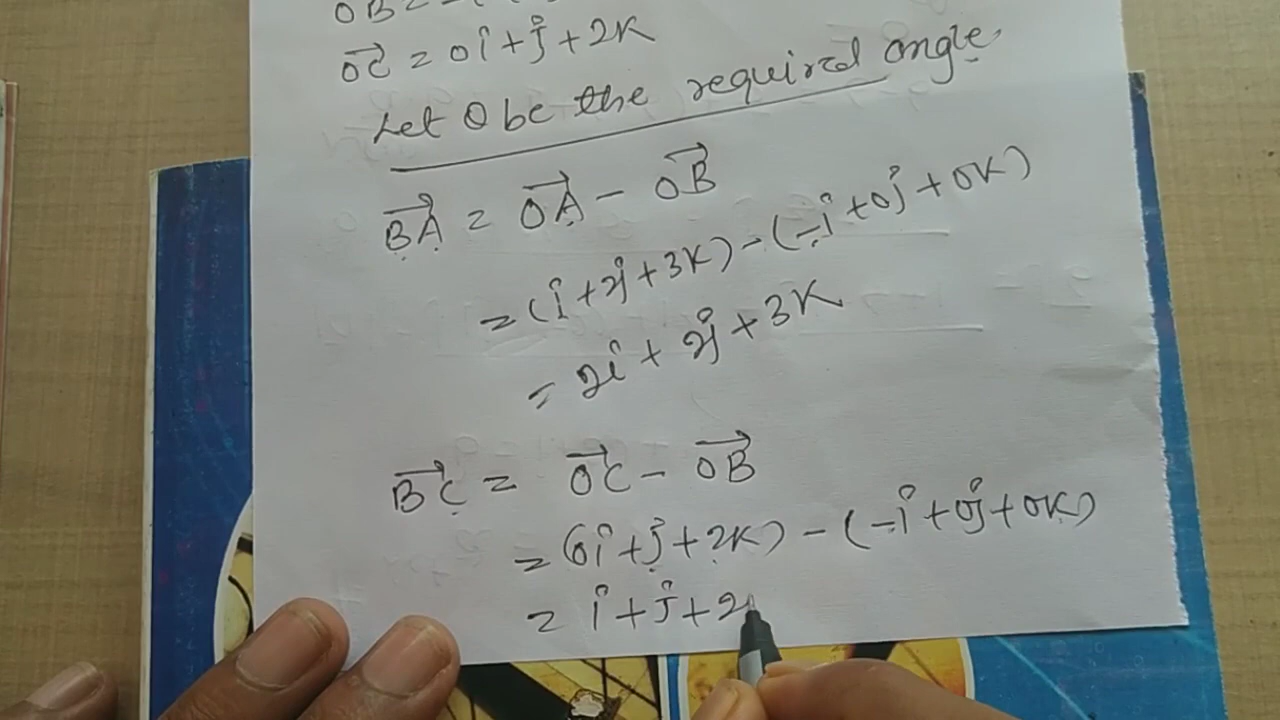 OB = -
OC = 0i + j + 2K
Let θ be the required angle.
BA = OA - OB
= (i + 2j + 3K) - (-i + 0j + 0K)
= 2i + 2j + 3K
BC = OC - OB
= (0i + j + 2K) - (-i + 0j + 0K)
= i + j + 2